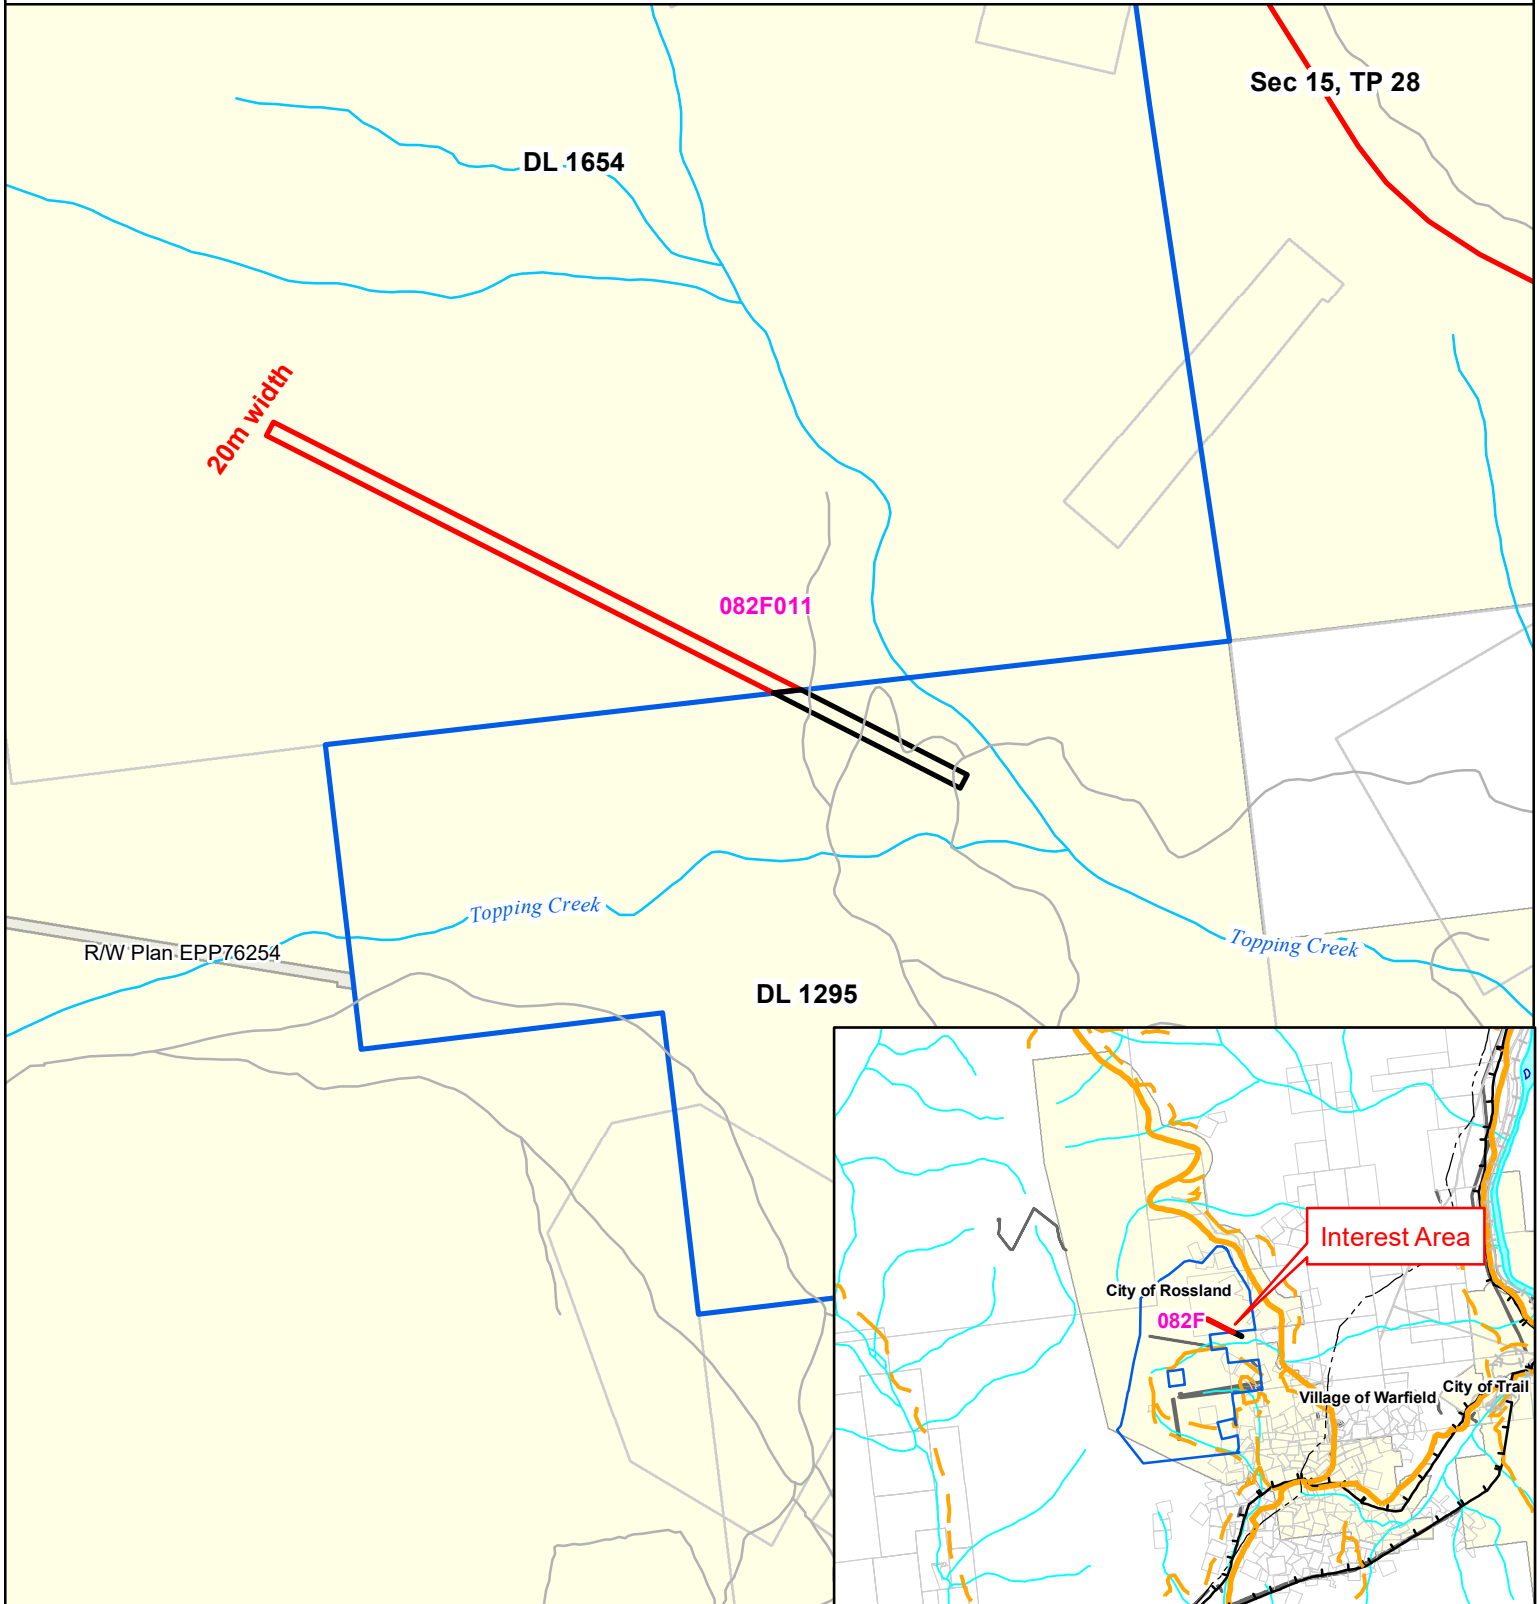 Sec 15, TP 28
DL 1654
20m width
082F011
Topping Creek
Topping Creek
R/W Plan EPP76254
DL 1295
Interest Area
City of Rossland
082F
Village of Warfield
City of Trail